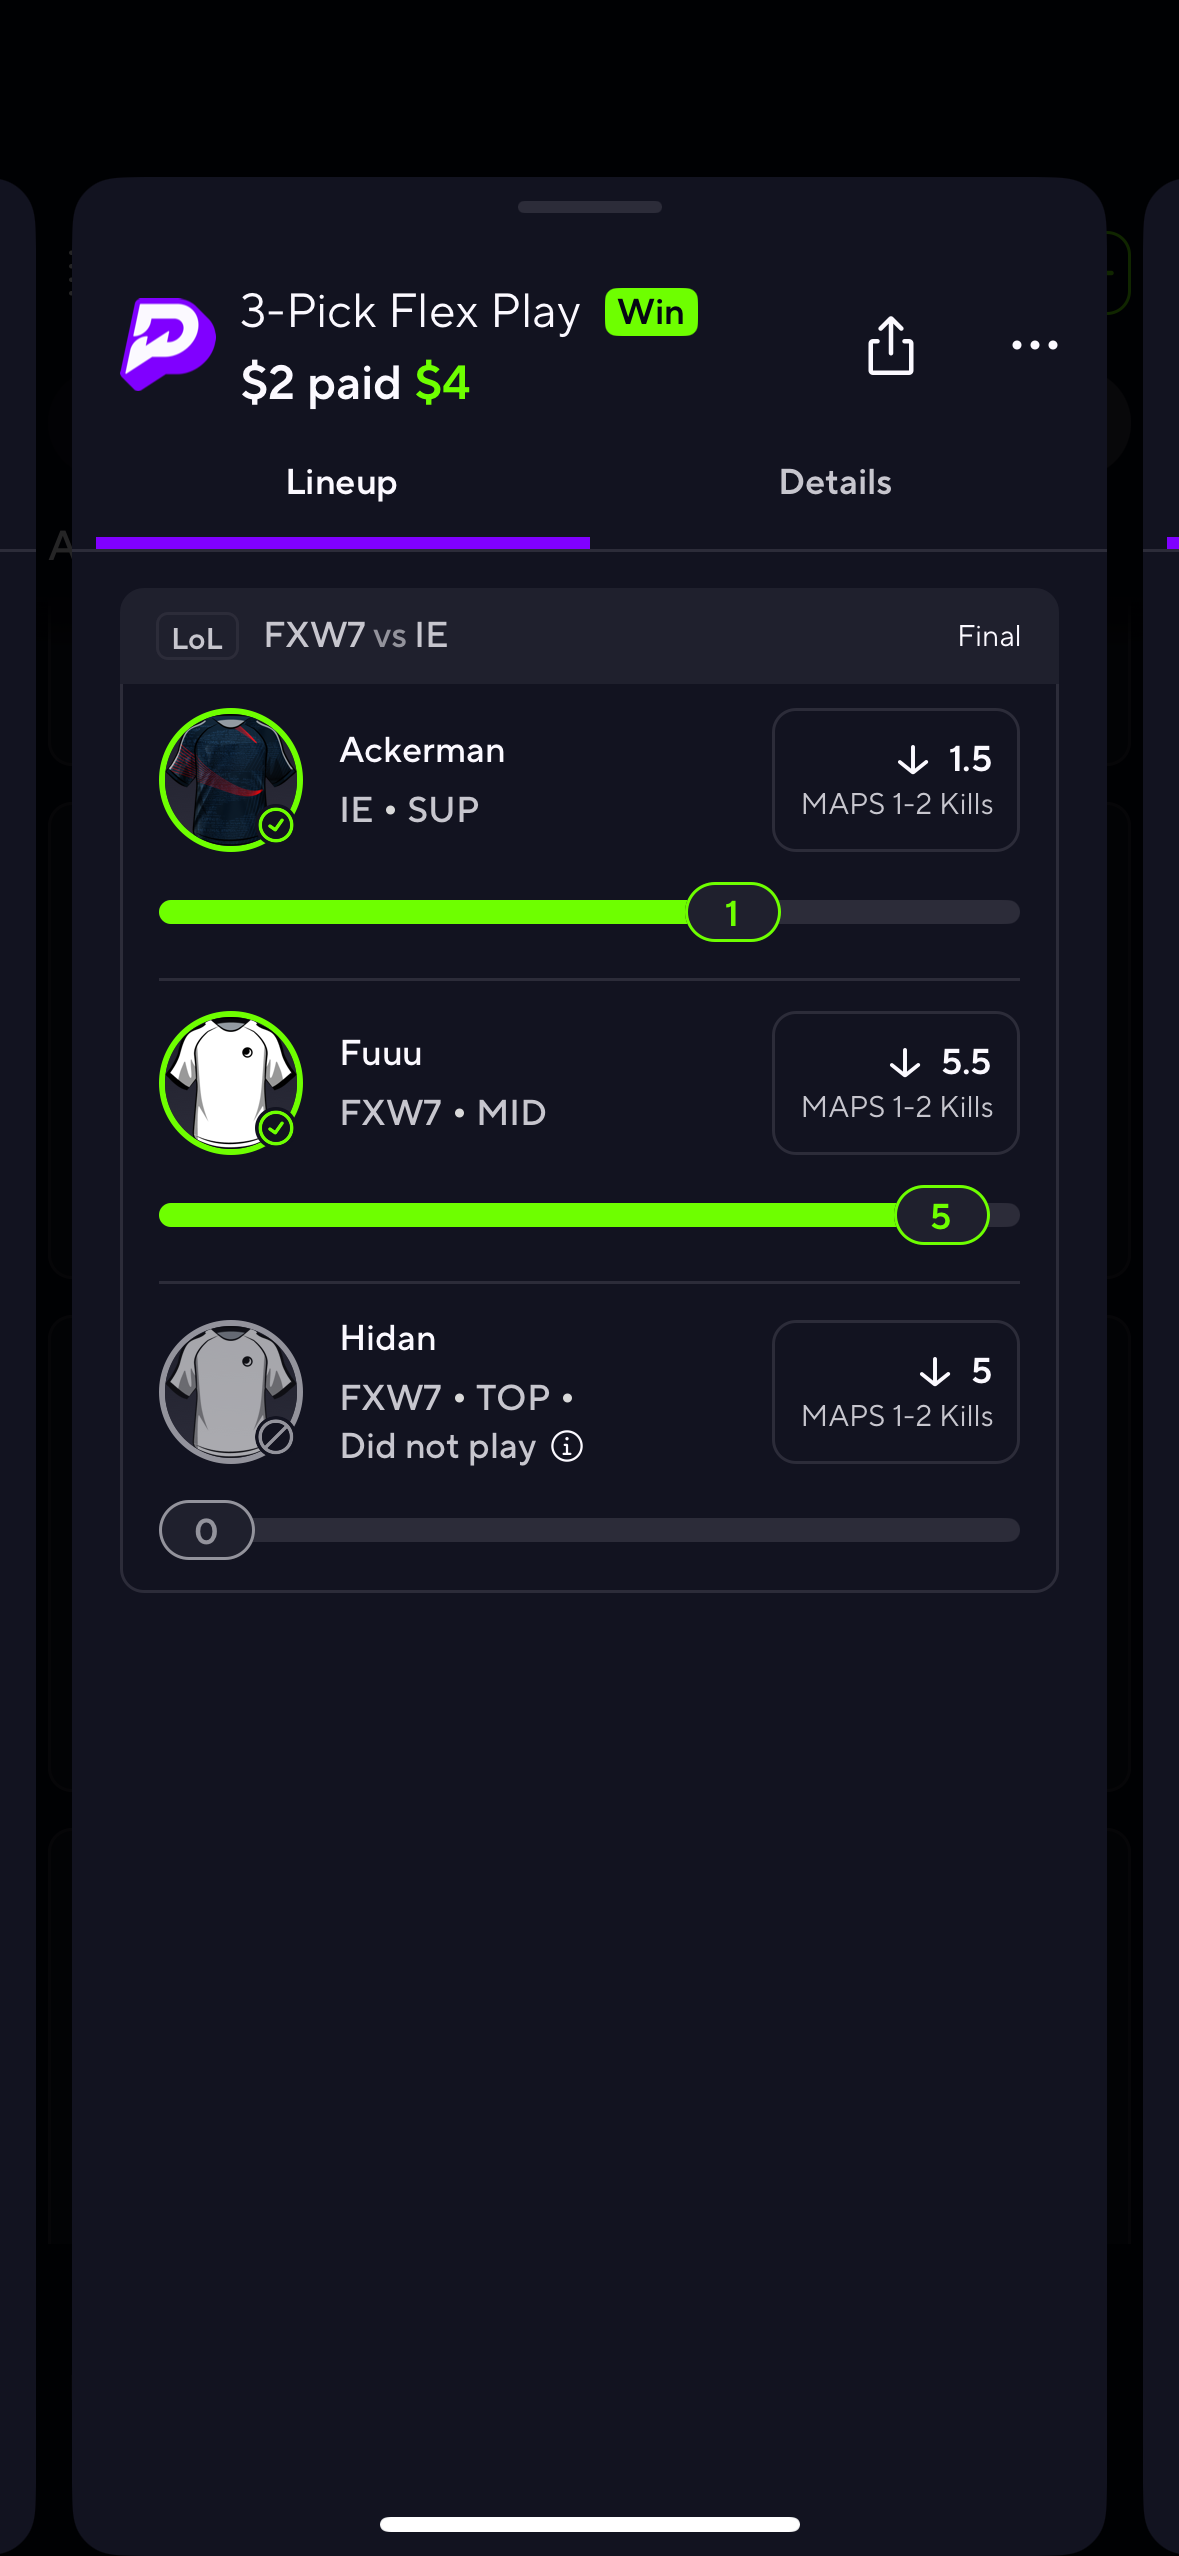 3-Pick Flex Play Win
$2 paid $4
Lineup Details
LoL FXW7 vs IE Final
Ackerman
IE • SUP
1.5
MAPS 1-2 Kills
1
Fuuu
FXW7 • MID
5.5
MAPS 1-2 Kills
5
Hidan
FXW7 • TOP •
Did not play
5
MAPS 1-2 Kills
0